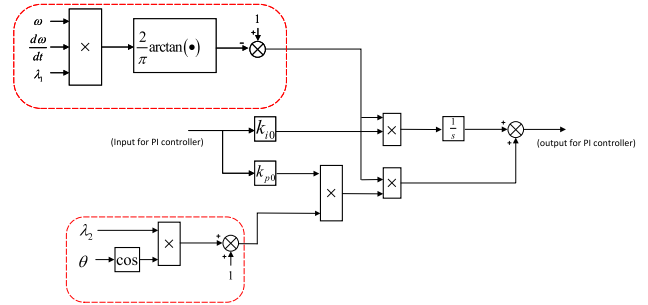 ω
dω
dt
λ₁
×
2
π
arctan(•)
-
1
+
(Input for PI controller)
kᵢ₀
×
1
s
+
+
(output for PI controller)
kₚ₀
×
×
λ₂
θ
cos
×
+
+
1